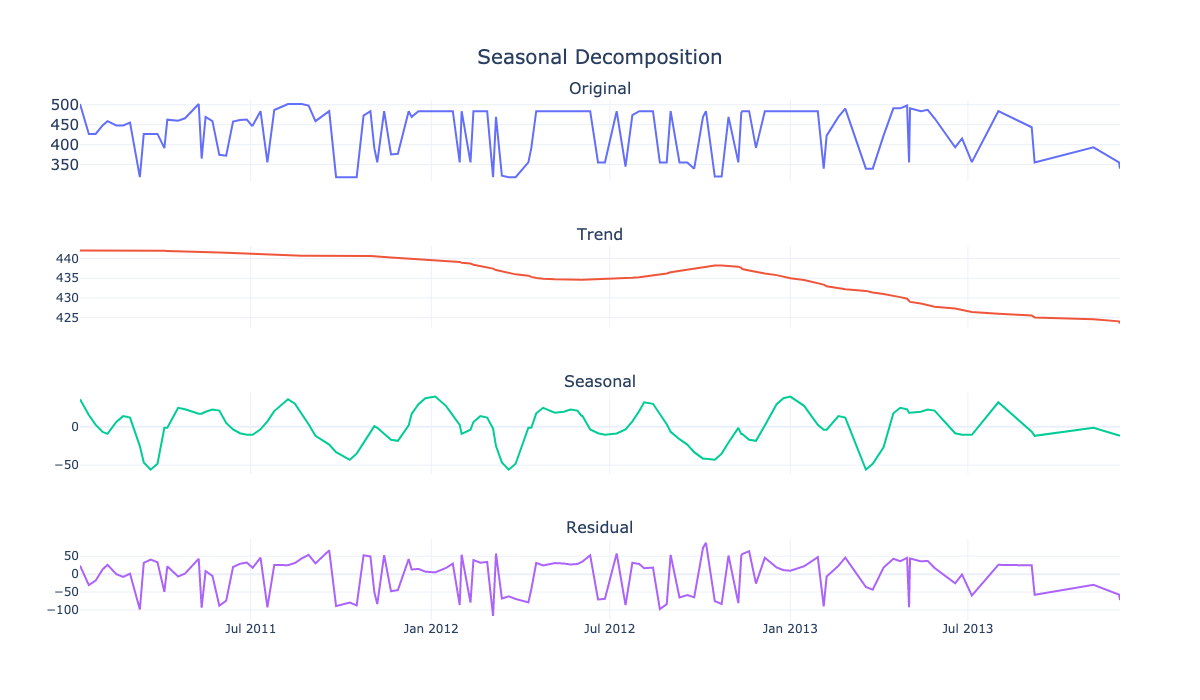 Seasonal Decomposition
Original
500
450
400
350
Trend
440
435
430
425
Seasonal
0
−50
Residual
50
0
−50
−100
Jul 2011 Jan 2012 Jul 2012 Jan 2013 Jul 2013